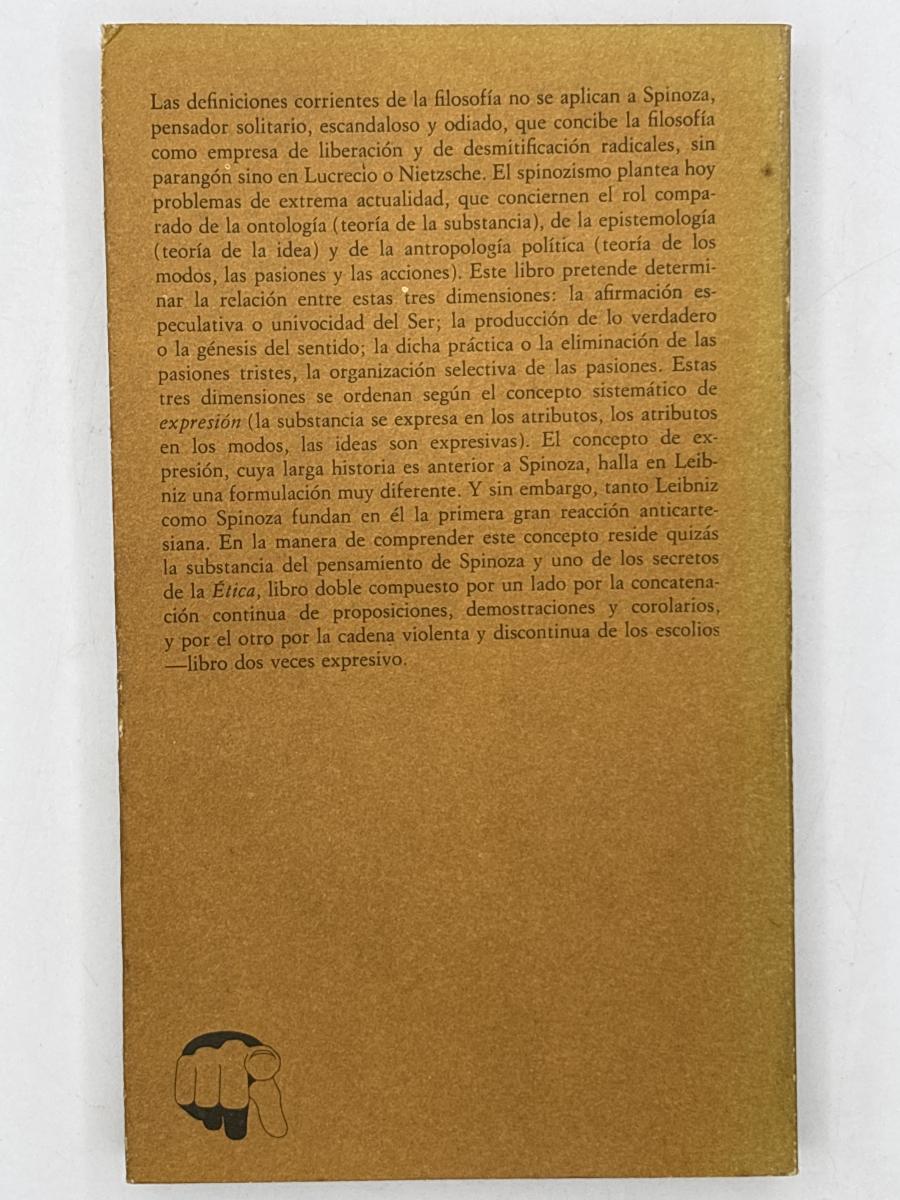 Las definiciones corrientes de la filosofía no se aplican a Spinoza,
pensador solitario, escandaloso y odiado, que concibe la filosofía
como empresa de liberación y de desmitificación radicales, sin
parangón sino en Lucrecio o Nietzsche. El spinozismo plantea hoy
problemas de extrema actualidad, que conciernen el rol compa-
rado de la ontología (teoría de la substancia), de la epistemología
(teoría de la idea) y de la antropología política (teoría de los
modos, las pasiones y las acciones). Este libro pretende determi-
nar la relación entre estas tres dimensiones: la afirmación es-
peculativa o univocidad del Ser; la producción de lo verdadero
o la génesis del sentido; la dicha práctica o la eliminación de las
pasiones tristes, la organización selectiva de las pasiones. Estas
tres dimensiones se ordenan según el concepto sistemático de
expresión (la substancia se expresa en los atributos, los atributos
en los modos, las ideas son expresivas). El concepto de ex-
presión, cuya larga historia es anterior a Spinoza, halla en Leib-
niz una formulación muy diferente. Y sin embargo, tanto Leibniz
como Spinoza fundan en él la primera gran reacción anticarte-
siana. En la manera de comprender este concepto reside quizás
la substancia del pensamiento de Spinoza y uno de los secretos
de la Ética, libro doble compuesto por un lado por la concatena-
ción continua de proposiciones, demostraciones y corolarios,
y por el otro por la cadena violenta y discontinua de los escolios
—libro dos veces expresivo.